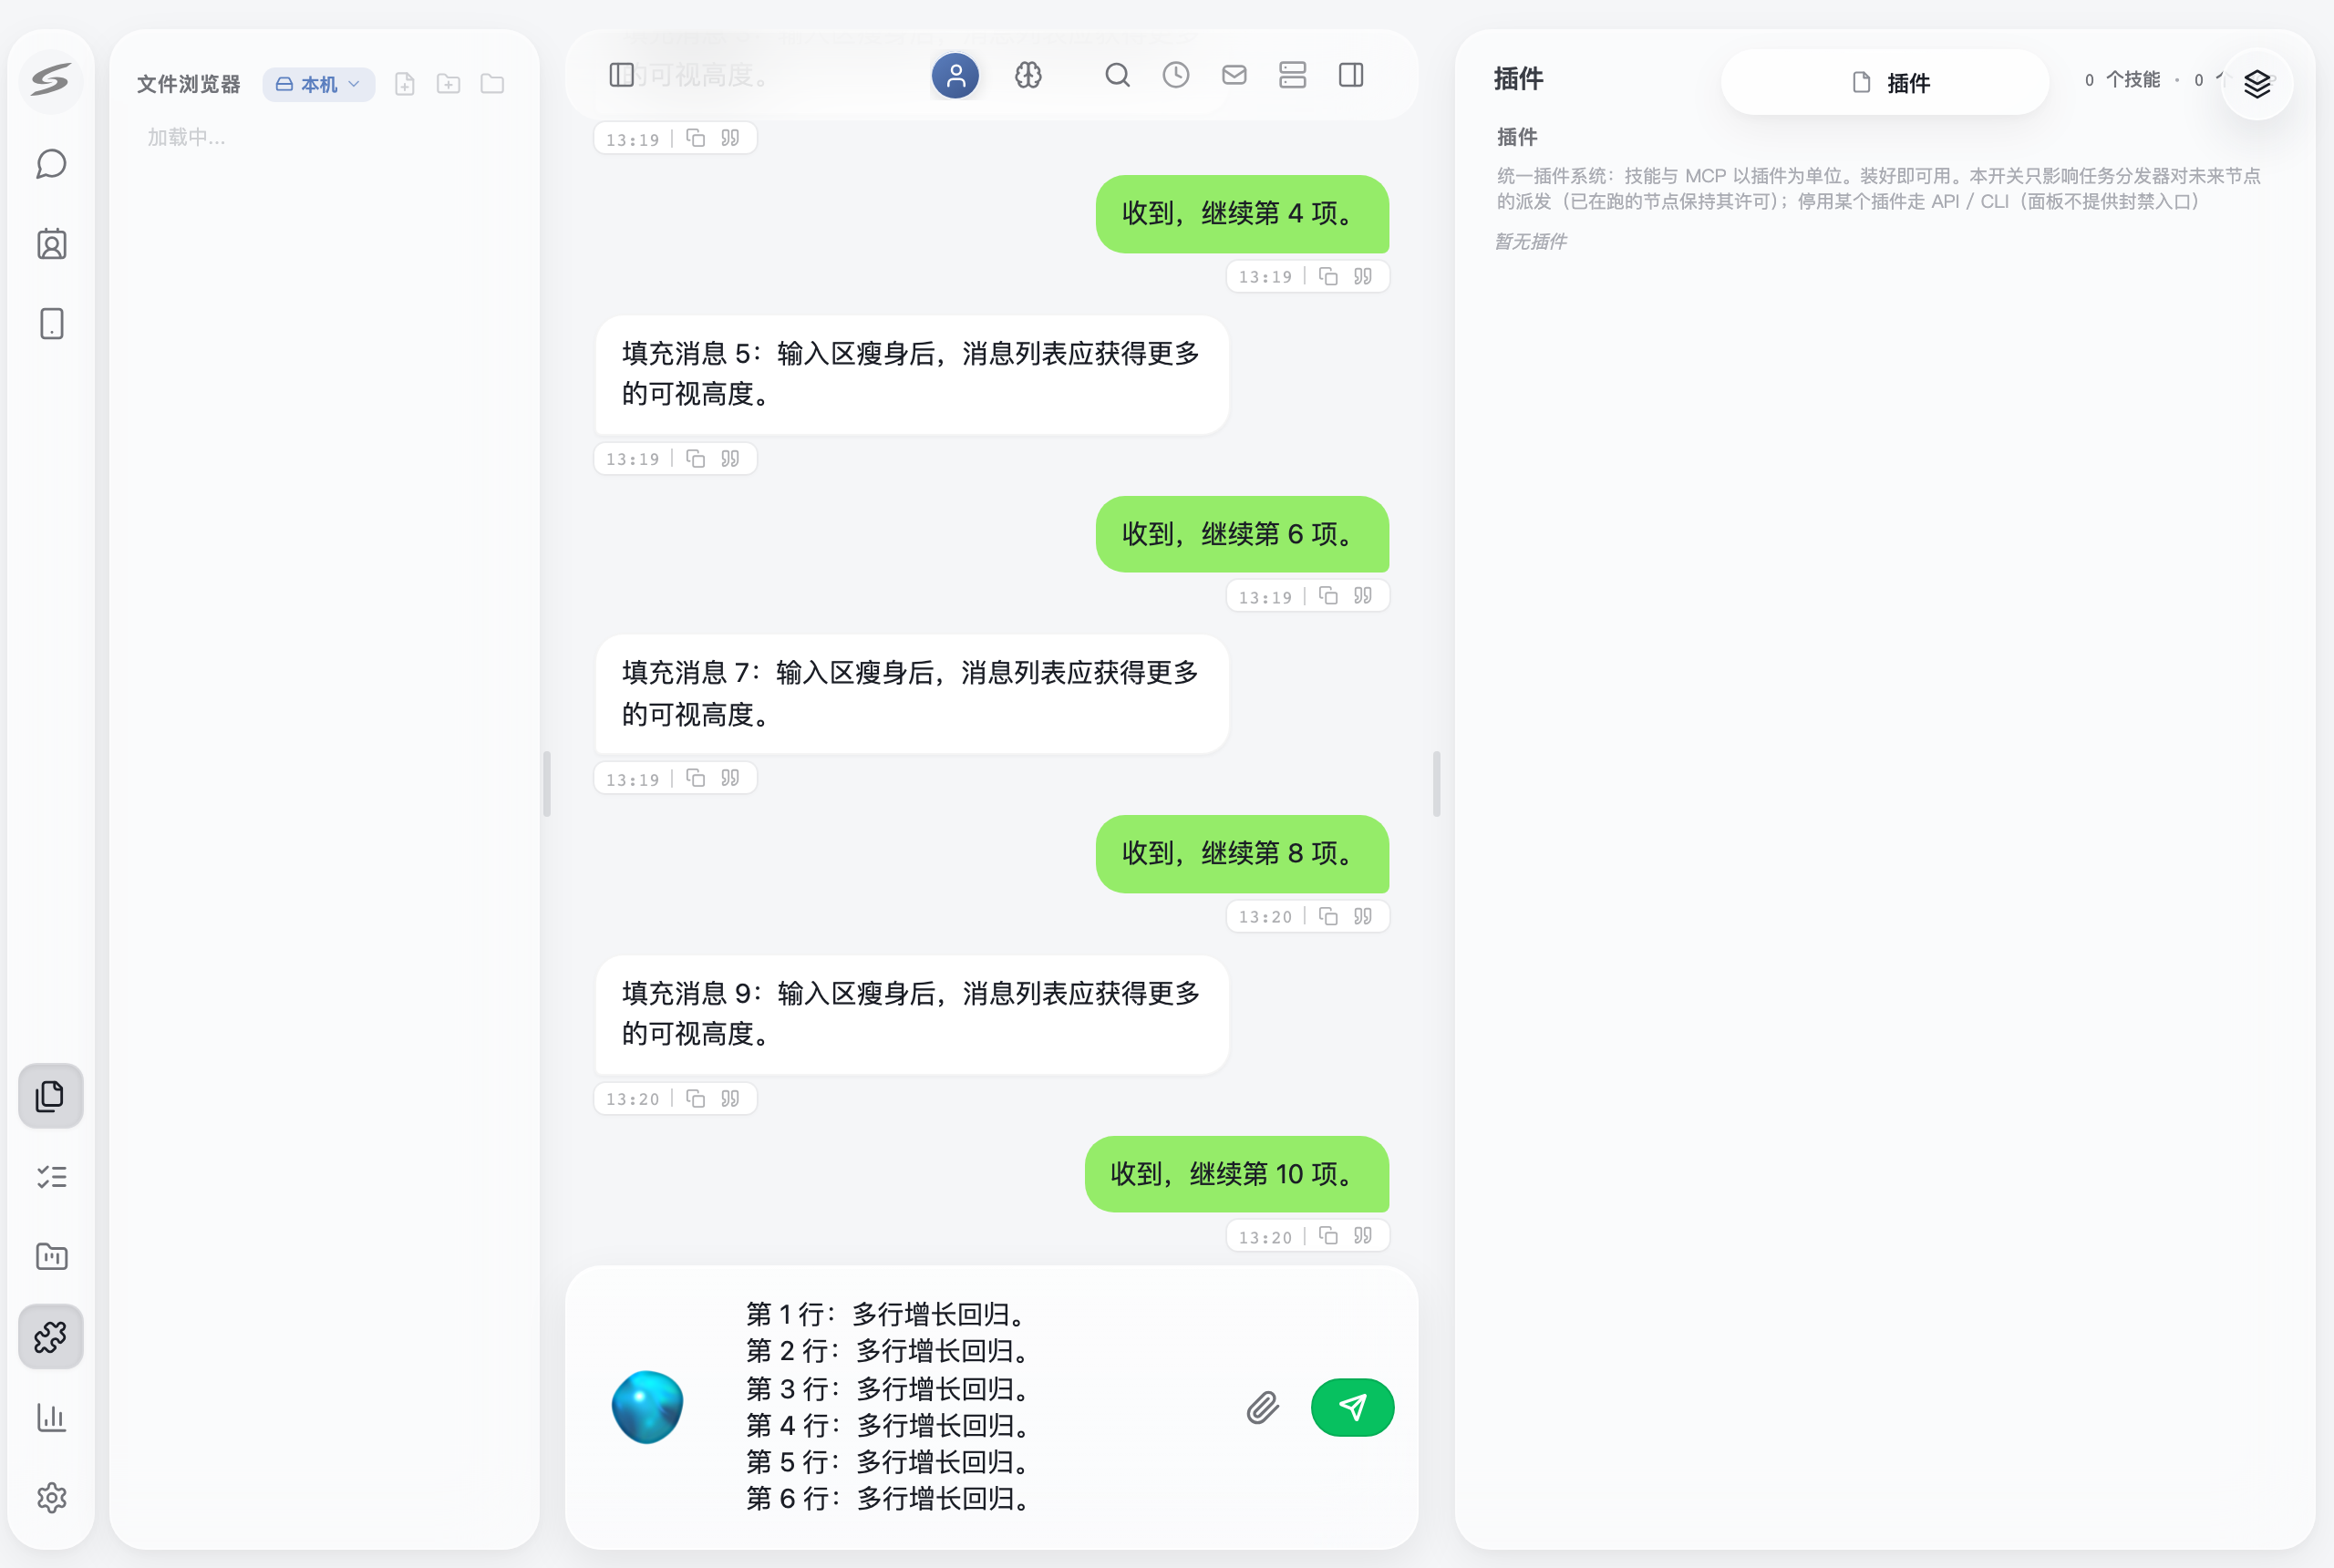 文件浏览器
本机
加载中...
的可视高度。
13:19
收到，继续第 4 项。
13:19
填充消息 5：输入区瘦身后，消息列表应获得更多
的可视高度。
13:19
收到，继续第 6 项。
13:19
填充消息 7：输入区瘦身后，消息列表应获得更多
的可视高度。
13:19
收到，继续第 8 项。
13:20
填充消息 9：输入区瘦身后，消息列表应获得更多
的可视高度。
13:20
收到，继续第 10 项。
13:20
第 1 行：多行增长回归。
第 2 行：多行增长回归。
第 3 行：多行增长回归。
第 4 行：多行增长回归。
第 5 行：多行增长回归。
第 6 行：多行增长回归。
插件
插件
0 个技能 · 0
插件
统一插件系统：技能与 MCP 以插件为单位。装好即可用。本开关只影响任务分发器对未来节点
的派发（已在跑的节点保持其许可）；停用某个插件走 API / CLI（面板不提供封禁入口）
暂无插件